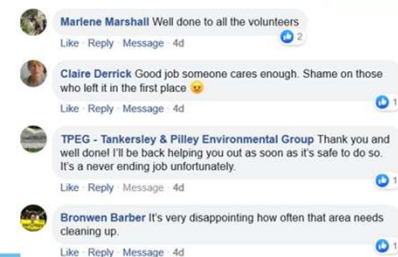 Marlene Marshall Well done to all the volunteers
2
Like · Reply · Message · 4d
Claire Derrick Good job someone cares enough. Shame on those
who left it in the first place 😟
1
Like · Reply · Message · 4d
TPEG - Tankersley & Pilley Environmental Group Thank you and
well done! I'll be back helping you out as soon as it's safe to do so.
It's a never ending job unfortunately.
1
Like · Reply · Message · 4d
Bronwen Barber It's very disappointing how often that area needs
cleaning up.
1
Like · Reply · Message · 4d